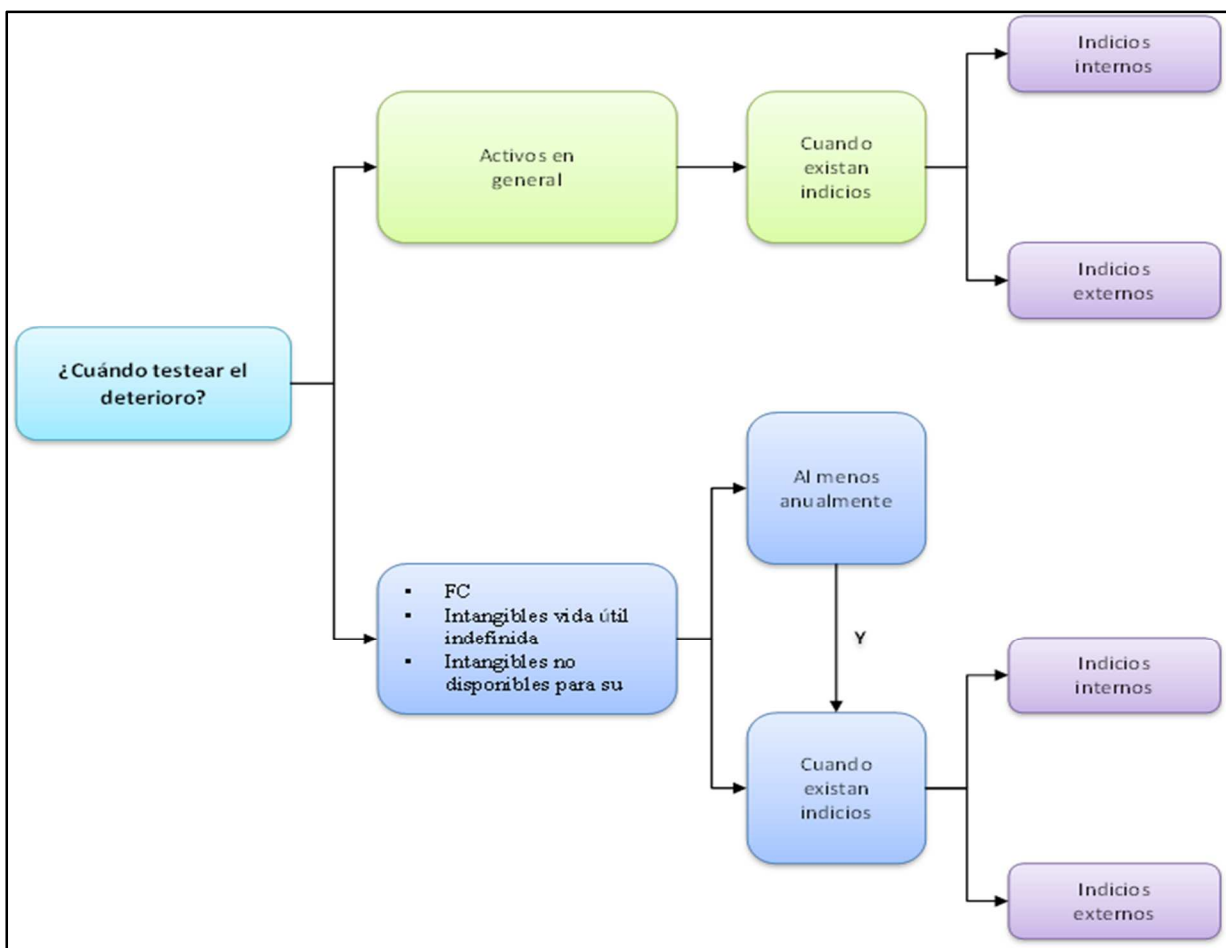 Indicios
internos
Activos en
general
Cuando
existan
indicios
Indicios
externos
¿Cuándo testear el
deterioro?
Al menos
anualmente
▪ FC
▪ Intangibles vida útil
indefinida
▪ Intangibles no
disponibles para su
Y
Cuando
existan
indicios
Indicios
internos
Indicios
externos